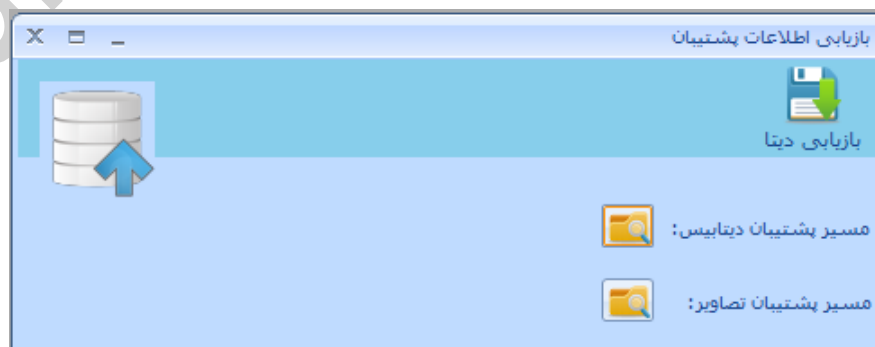 بازیابی اطلاعات پشتیبان
بازیابی دیتا
مسیر پشتیبان دیتابیس:
مسیر پشتیبان تصاویر: